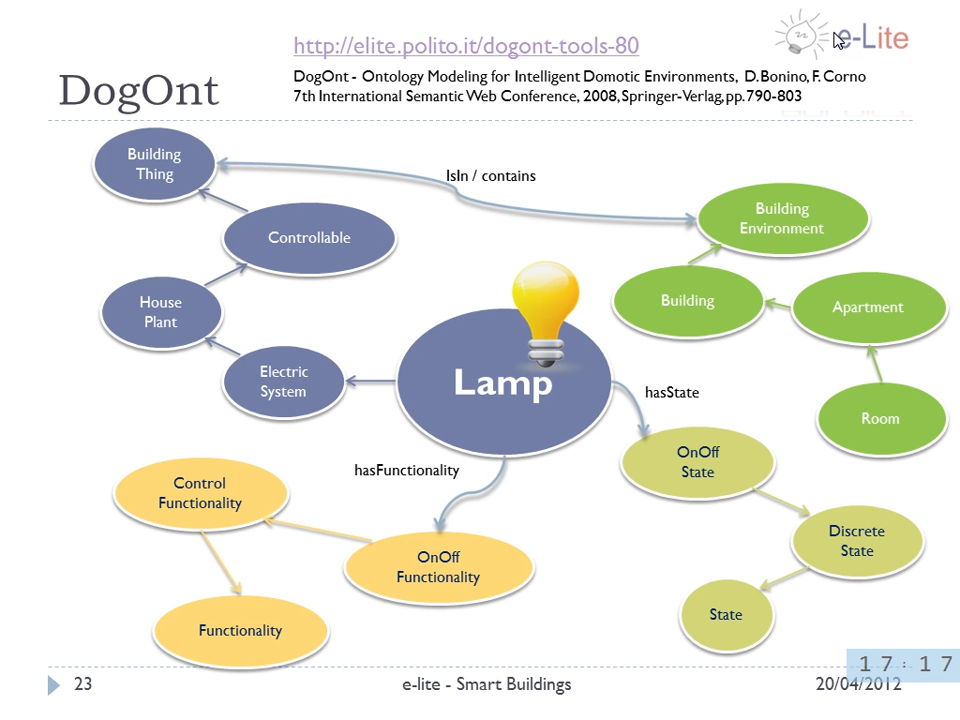 http://elite.polito.it/dogont-tools-80
e-Lite
DogOnt
DogOnt - Ontology Modeling for Intelligent Domotic Environments, D.Bonino, F. Corno
7th International Semantic Web Conference, 2008, Springer-Verlag, pp. 790-803
Building
Thing
IsIn / contains
Building
Environment
Controllable
House
Plant
Building
Apartment
Electric
System
Lamp
hasState
Room
OnOff
State
hasFunctionality
Control
Functionality
Discrete
State
OnOff
Functionality
State
Functionality
23
e-lite - Smart Buildings
20/04/2012
17:17